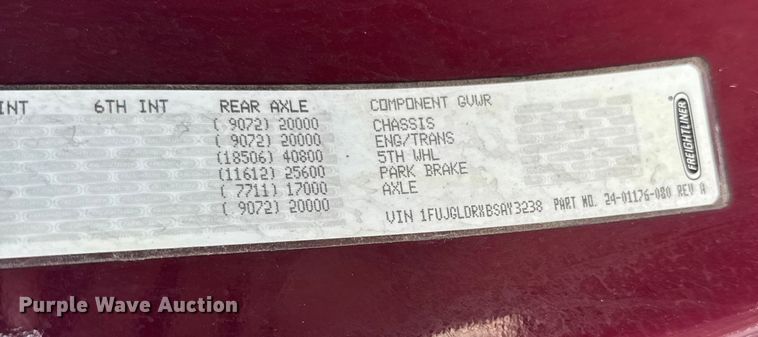 INT 6TH INT REAR AXLE COMPONENT GVWR
( 9072) 20000 CHASSIS
( 9072) 20000 ENG/TRANS
(18506) 40800 5TH WHL
(11612) 25600 PARK BRAKE
( 7711) 17000 AXLE
( 9072) 20000
VIN 1FUJGLDRXBSAY3238 PART NO. 24-01176-080 REV A
FREIGHTLINER
Purple Wave Auction